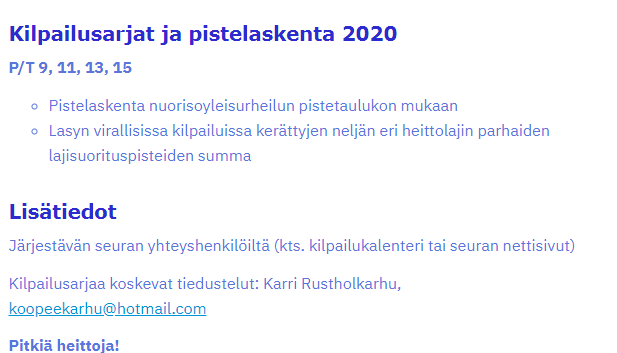 Kilpailusarjat ja pistelaskenta 2020
P/T 9, 11, 13, 15
Pistelaskenta nuorisoyleisurheilun pistetaulukon mukaan
Lasyn virallisissa kilpailuissa kerättyjen neljän eri heittolajin parhaiden
lajisuorituspisteiden summa
Lisätiedot
Järjestävän seuran yhteyshenkilöiltä (kts. kilpailukalenteri tai seuran nettisivut)
Kilpailusarjaa koskevat tiedustelut: Karri Rustholkarhu,
koopeekarhu@hotmail.com
Pitkiä heittoja!